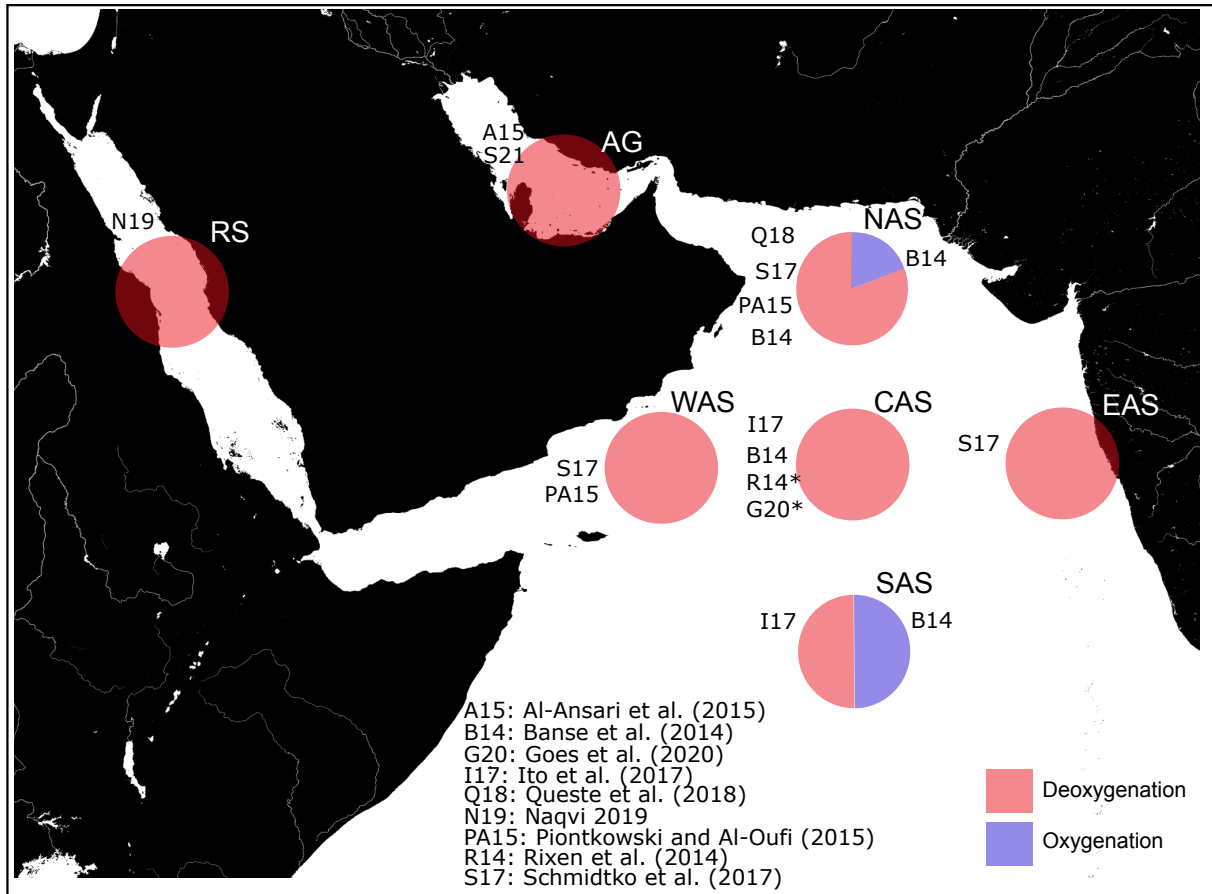 A15
S21
AG
N19
RS
NAS
Q18
B14
S17
PA15
B14
WAS
S17
PA15
CAS
I17
B14
R14*
G20*
EAS
S17
SAS
I17
B14
A15: Al-Ansari et al. (2015)
B14: Banse et al. (2014)
G20: Goes et al. (2020)
I17: Ito et al. (2017)
Q18: Queste et al. (2018)
N19: Naqvi 2019
PA15: Piontkowski and Al-Oufi (2015)
R14: Rixen et al. (2014)
S17: Schmidtko et al. (2017)
Deoxygenation
Oxygenation